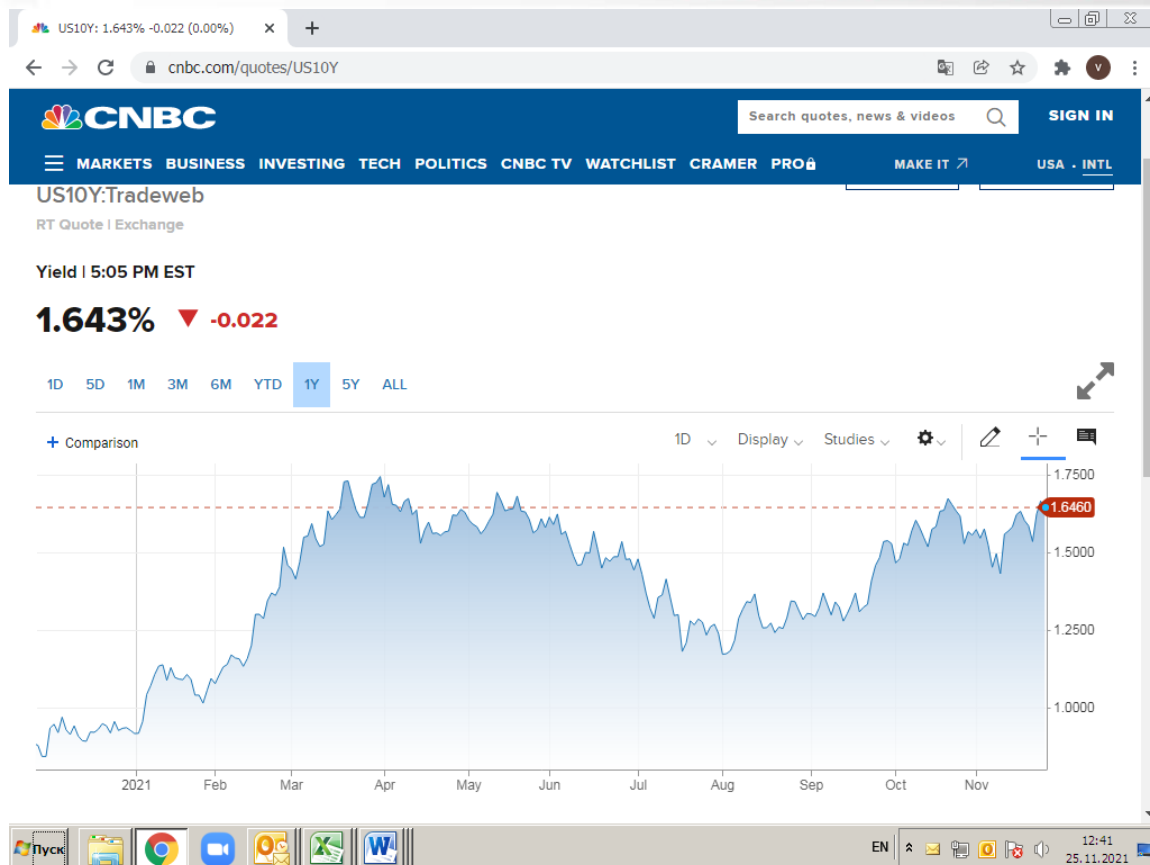 US10Y: 1.643% -0.022 (0.00%)
cnbc.com/quotes/US10Y
V
CNBC
Search quotes, news & videos
SIGN IN
MARKETS BUSINESS INVESTING TECH POLITICS CNBC TV WATCHLIST CRAMER PRO MAKE IT USA . INTL
US10Y:Tradeweb
RT Quote | Exchange
Yield | 5:05 PM EST
1.643% -0.022
1D 5D 1M 3M 6M YTD 1Y 5Y ALL
+ Comparison 1D Display Studies
1.7500
1.6460
1.5000
1.2500
1.0000
2021 Feb Mar Apr May Jun Jul Aug Sep Oct Nov
Пуск
EN
12:41
25.11.2021